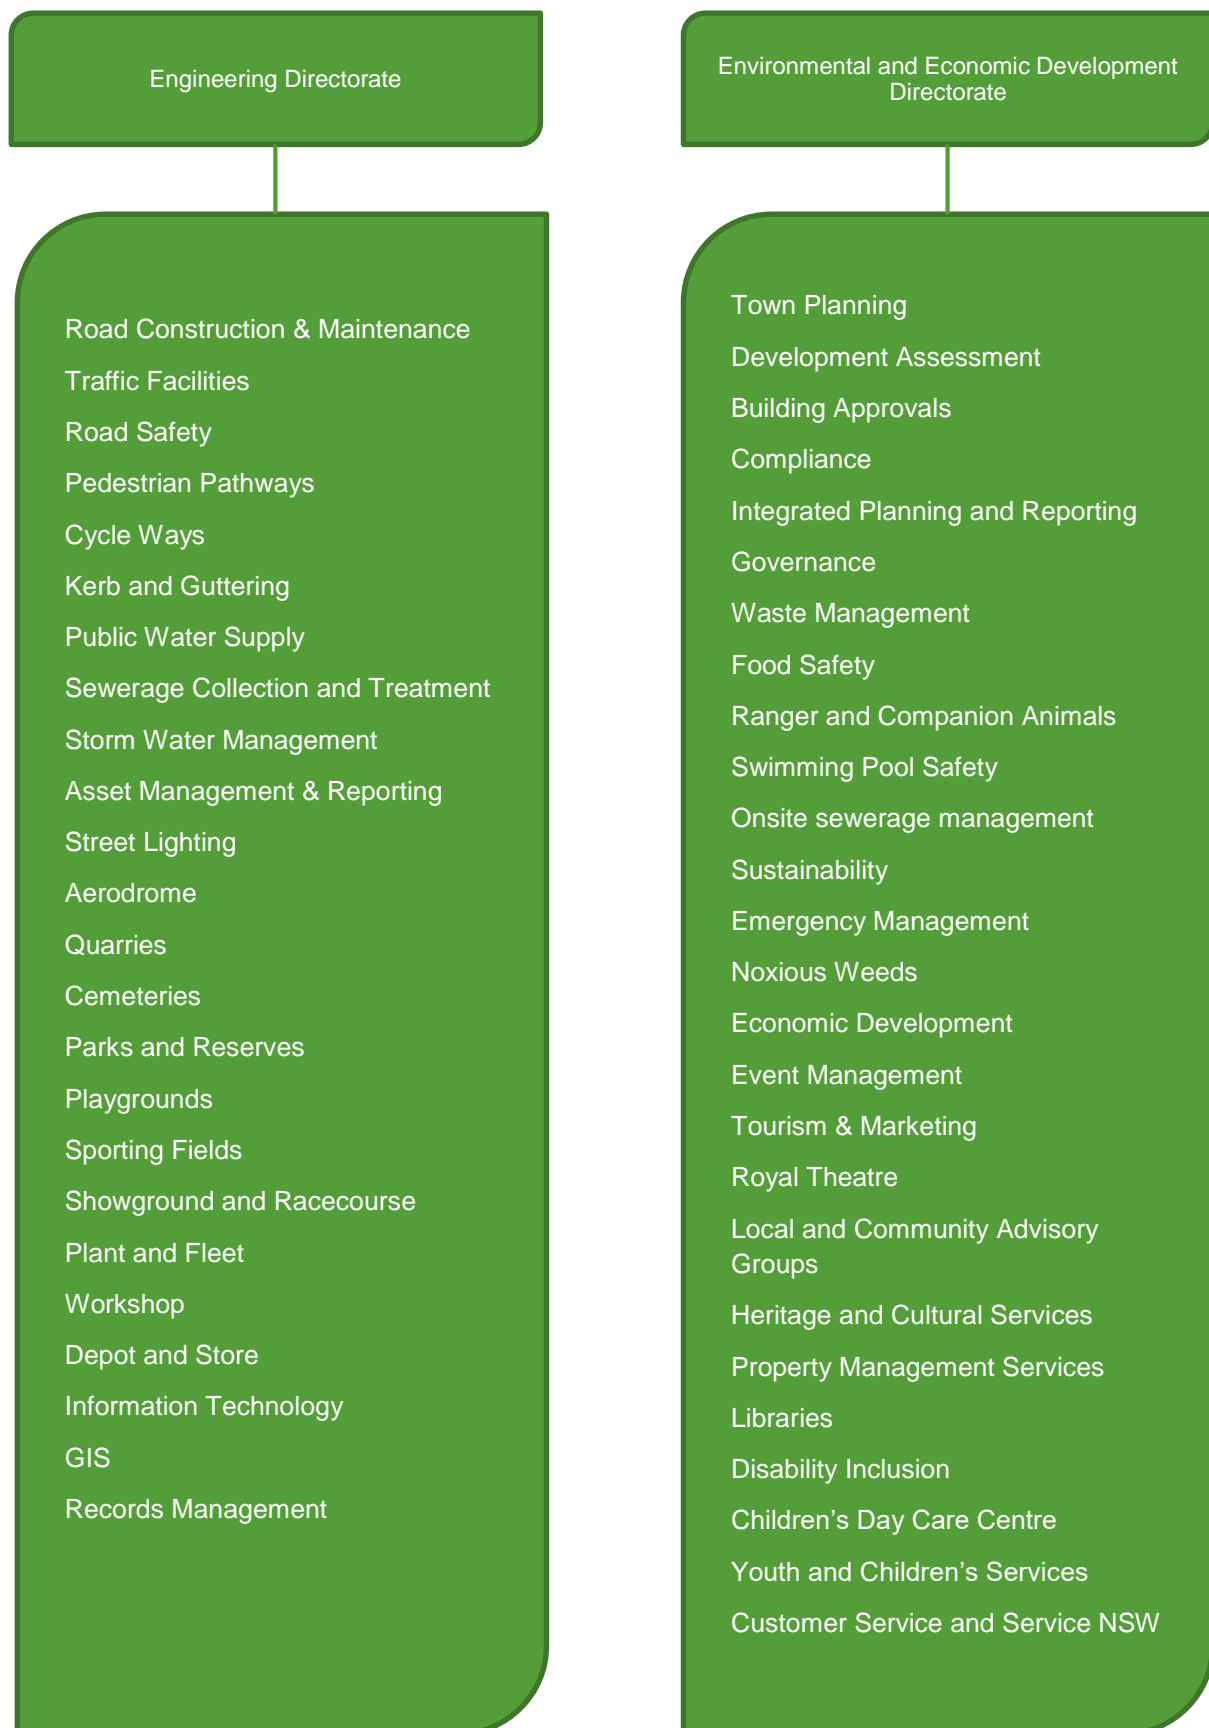 Engineering Directorate
Road Construction & Maintenance
Traffic Facilities
Road Safety
Pedestrian Pathways
Cycle Ways
Kerb and Guttering
Public Water Supply
Sewerage Collection and Treatment
Storm Water Management
Asset Management & Reporting
Street Lighting
Aerodrome
Quarries
Cemeteries
Parks and Reserves
Playgrounds
Sporting Fields
Showground and Racecourse
Plant and Fleet
Workshop
Depot and Store
Information Technology
GIS
Records Management
Environmental and Economic Development
Directorate
Town Planning
Development Assessment
Building Approvals
Compliance
Integrated Planning and Reporting
Governance
Waste Management
Food Safety
Ranger and Companion Animals
Swimming Pool Safety
Onsite sewerage management
Sustainability
Emergency Management
Noxious Weeds
Economic Development
Event Management
Tourism & Marketing
Royal Theatre
Local and Community Advisory
Groups
Heritage and Cultural Services
Property Management Services
Libraries
Disability Inclusion
Children’s Day Care Centre
Youth and Children’s Services
Customer Service and Service NSW